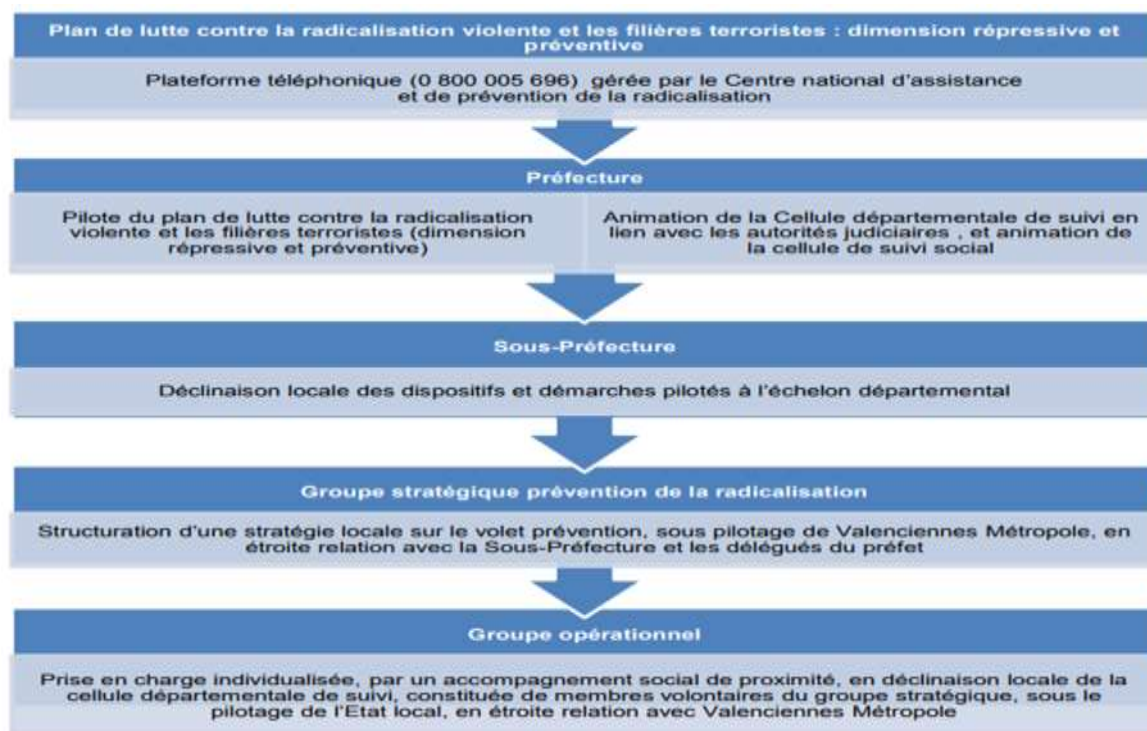 Plan de lutte contre la radicalisation violente et les filières terroristes : dimension répressive et
préventive
Plateforme téléphonique (0 800 005 696) gérée par le Centre national d'assistance
et de prévention de la radicalisation
Préfecture
Pilote du plan de lutte contre la radicalisation
violente et les filières terroristes (dimension
répressive et préventive)
Animation de la Cellule départementale de suivi en
lien avec les autorités judiciaires , et animation de
la cellule de suivi social
Sous-Préfecture
Déclinaison locale des dispositifs et démarches pilotés à l'échelon départemental
Groupe stratégique prévention de la radicalisation
Structuration d'une stratégie locale sur le volet prévention, sous pilotage de Valenciennes Métropole, en
étroite relation avec la Sous-Préfecture et les délégués du préfet
Groupe opérationnel
Prise en charge individualisée, par un accompagnement social de proximité, en déclinaison locale de la
cellule départementale de suivi, constituée de membres volontaires du groupe stratégique, sous le
pilotage de l'Etat local, en étroite relation avec Valenciennes Métropole